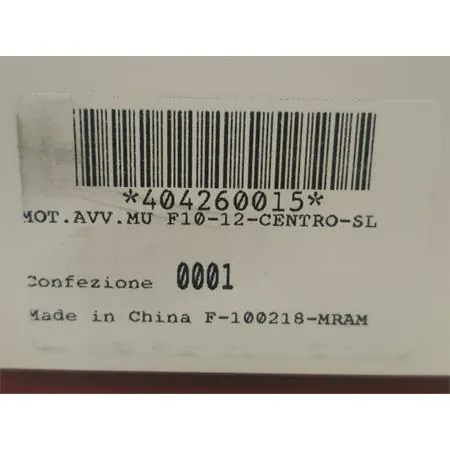 *404260015*
MOT.AVV.MU F10-12-CENTRO-SL
Confezione 0001
Made in China F-100218-MRAM